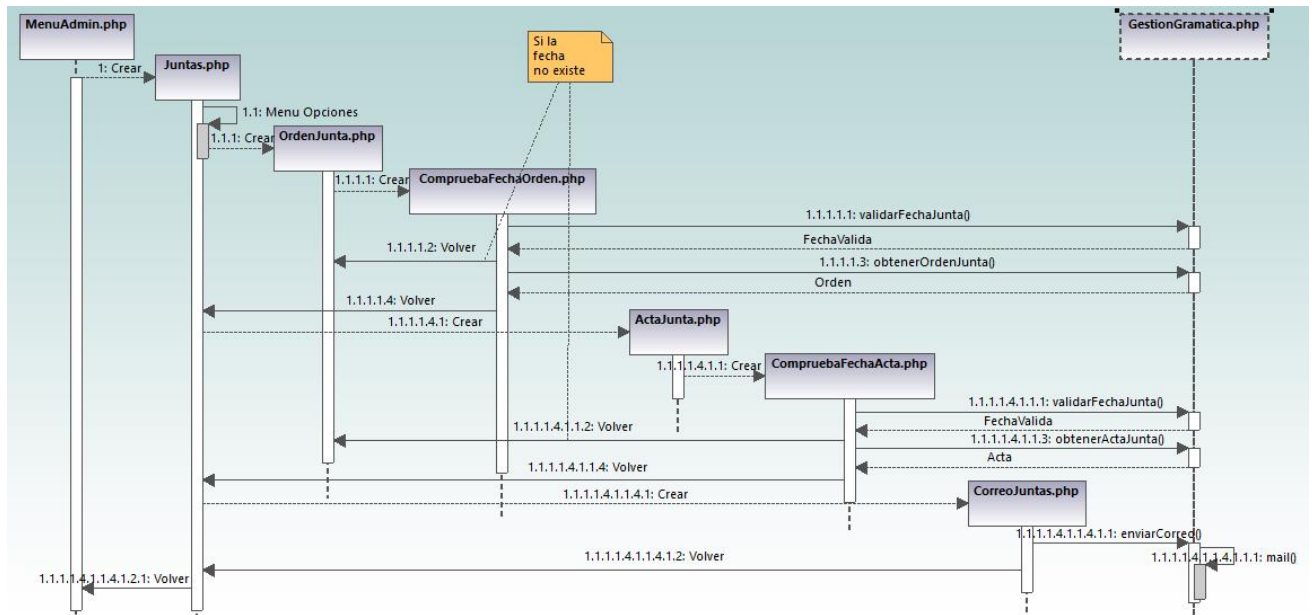 MenuAdmin.php
GestionGramatica.php
Si la
fecha
no existe
Juntas.php
1: Crear
1.1: Menu Opciones
OrdenJunta.php
1.1.1: Crear
CompruebaFechaOrden.php
1.1.1.1: Crear
1.1.1.1.1: validarFechaJunta()
FechaValida
1.1.1.1.2: Volver
1.1.1.1.3: obtenerOrdenJunta()
Orden
1.1.1.1.4: Volver
1.1.1.1.4.1: Crear
ActaJunta.php
1.1.1.1.4.1.1: Crear
CompruebaFechaActa.php
1.1.1.1.4.1.1.1: validarFechaJunta()
FechaValida
1.1.1.1.4.1.1.2: Volver
1.1.1.1.4.1.1.3: obtenerActaJunta()
Acta
1.1.1.1.4.1.1.4: Volver
1.1.1.1.4.1.1.4.1: Crear
CorreoJuntas.php
1.1.1.1.4.1.1.4.1.1: enviarCorreo()
1.1.1.1.4.1.1.4.1.1.1: mail()
1.1.1.1.4.1.1.4.1.2: Volver
1.1.1.1.4.1.1.4.1.2.1: Volver